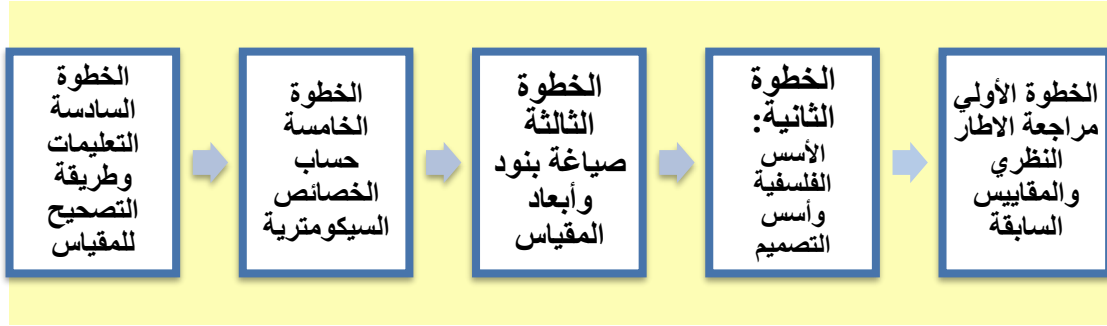 الخطوة الأولي
مراجعة الاطار
النظري
والمقاييس
السابقة
الخطوة
الثانية:
الأسس
الفلسفية
وأسس
التصميم
الخطوة
الثالثة
صياغة بنود
وأبعاد
المقياس
الخطوة
الخامسة
حساب
الخصائص
السيكومترية
الخطوة
السادسة
التعليمات
وطريقة
التصحيح
للمقياس